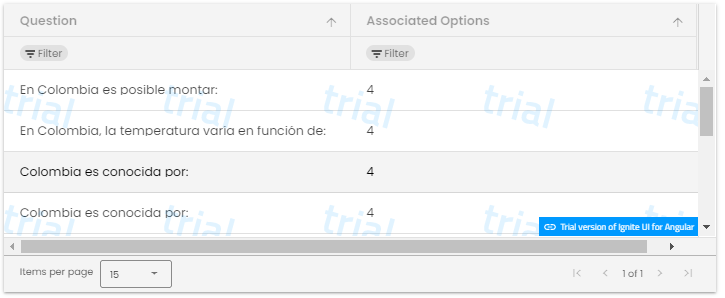 Question Associated Options
Filter Filter
En Colombia es posible montar: 4
En Colombia, la temperatura varía en función de: 4
Colombia es conocida por: 4
Colombia es conocida por: 4
trial trial trial trial trial
trial trial trial trial trial
Trial version of Ignite UI for Angular
Items per page 15 1 of 1